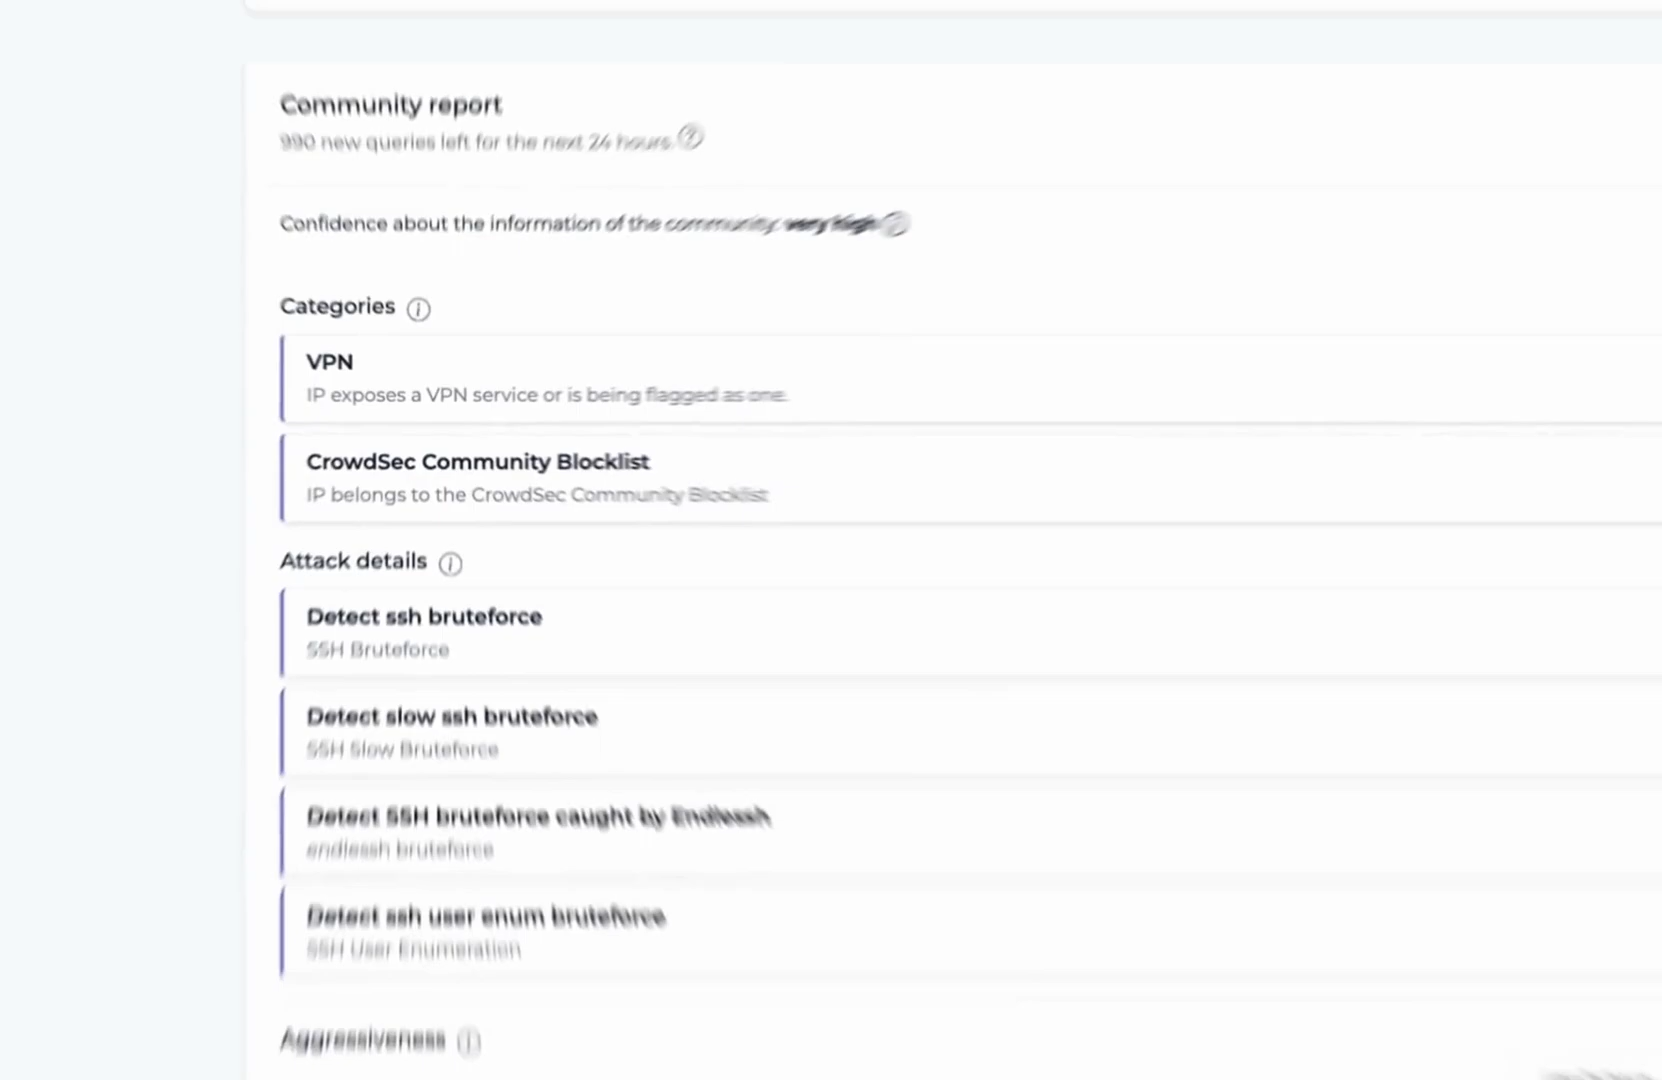 Community report
990 new queries left for the next 24 hours.
Confidence about the information of the community: very high
Categories
VPN
IP exposes a VPN service or is being flagged as one.
CrowdSec Community Blocklist
IP belongs to the CrowdSec Community Blocklist
Attack details
Detect ssh bruteforce
SSH Bruteforce
Detect slow ssh bruteforce
SSH Slow Bruteforce
Detect SSH bruteforce caught by Endlessh
endlessh bruteforce
Detect ssh user enum bruteforce
SSH User Enumeration
Aggressiveness